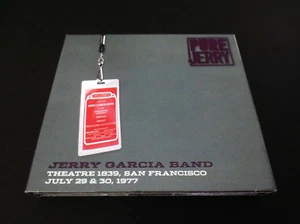 PURE
JERRY
JERRY GARCIA BAND
THEATRE 1839, SAN FRANCISCO
JULY 29 & 30, 1977